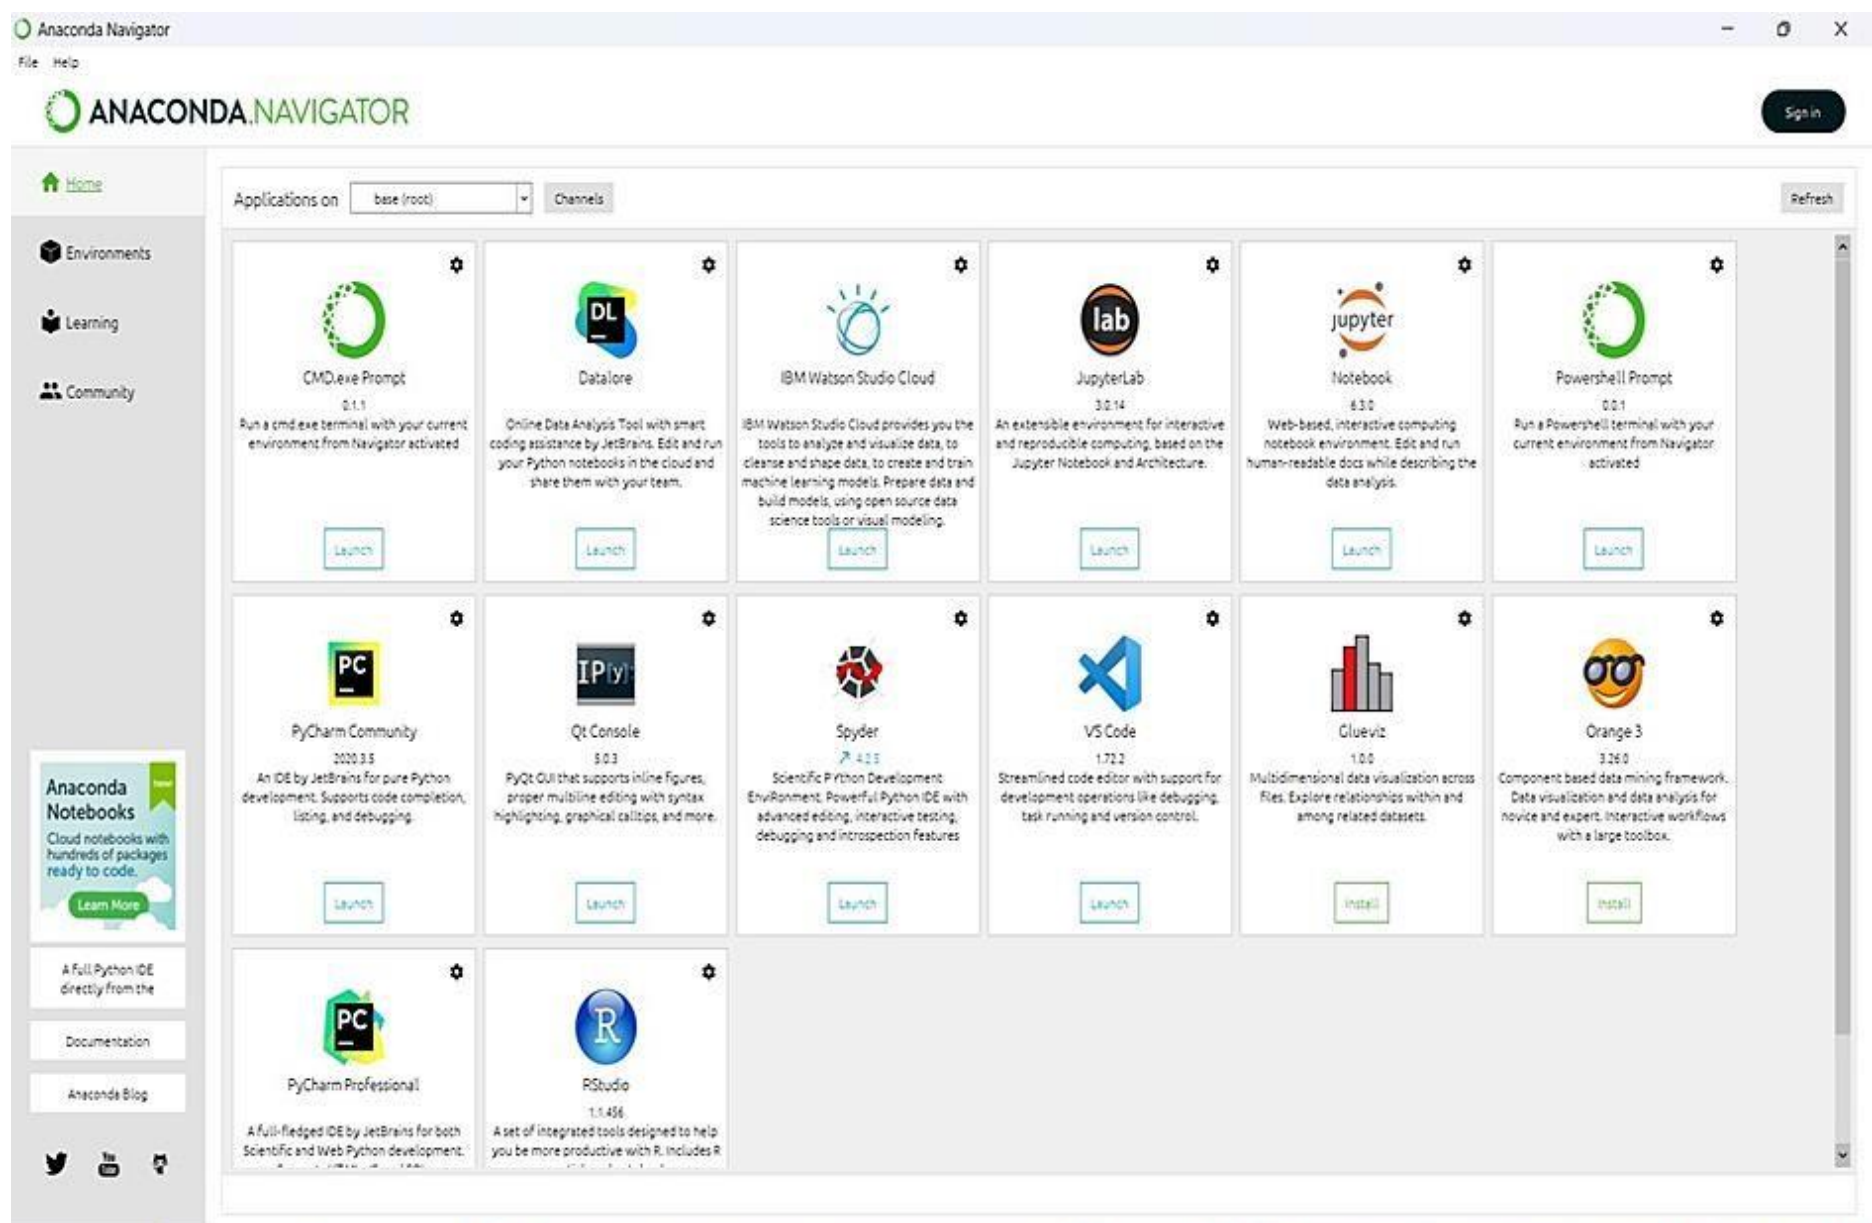 Anaconda Navigator
File Help
ANACONDA.NAVIGATOR
Sign in
Home
Environments
Learning
Community
Anaconda
Notebooks
Cloud notebooks with
hundreds of packages
ready to code.
Learn More
A Full Python IDE
directly from the
Documentation
Anaconda Blog
You
Applications on base (root) Channels
Refresh
CMD.exe Prompt
0.1.1
Run a cmd.exe terminal with your current
environment from Navigator activated
Launch
DL
Datalore
Online Data Analysis Tool with smart
coding assistance by JetBrains. Edit and run
your Python notebooks in the cloud and
share them with your team.
Launch
IBM Watson Studio Cloud
IBM Watson Studio Cloud provides you the
tools to analyze and visualize data, to
cleanse and shape data, to create and train
machine learning models. Prepare data and
build models, using open source data
science tools or visual modeling.
Launch
lab
JupyterLab
3.0.14
An extensible environment for interactive
and reproducible computing, based on the
Jupyter Notebook and Architecture.
Launch
jupyter
Notebook
6.3.0
Web-based, interactive computing
notebook environment. Edit and run
human-readable docs while describing the
data analysis.
Launch
Powershell Prompt
0.0.1
Run a Powershell terminal with your
current environment from Navigator
activated
Launch
PC
PyCharm Community
2020.3.5
An IDE by JetBrains for pure Python
development. Supports code completion,
listing, and debugging.
Launch
IP[y]:
Qt Console
5.0.3
PyQt GUI that supports inline figures,
proper multiline editing with syntax
highlighting, graphical calltips, and more.
Launch
Spyder
4.2.5
Scientific PYthon Development
EnviRonment. Powerful Python IDE with
advanced editing, interactive testing,
debugging and introspection features
Launch
VS Code
1.72.2
Streamlined code editor with support for
development operations like debugging,
task running and version control.
Launch
Glueviz
1.0.0
Multidimensional data visualization across
files. Explore relationships within and
among related datasets.
Install
Orange 3
3.26.0
Component based data mining framework.
Data visualization and data analysis for
novice and expert. Interactive workflows
with a large toolbox.
Install
PC
PyCharm Professional
A full-fledged IDE by JetBrains for both
Scientific and Web Python development.
R
RStudio
1.1.456
A set of integrated tools designed to help
you be more productive with R. Includes R